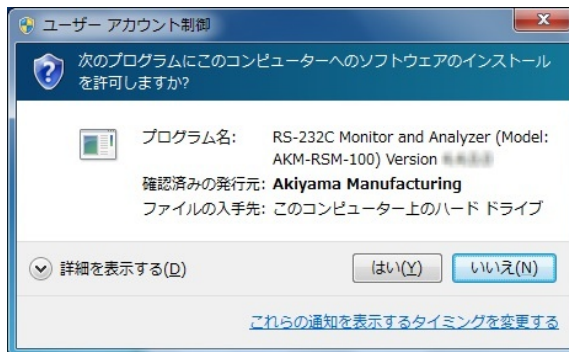 ユーザー アカウント制御
次のプログラムにこのコンピューターへのソフトウェアのインストール
を許可しますか?
プログラム名: RS-232C Monitor and Analyzer (Model:
AKM-RSM-100) Version
確認済みの発行元: Akiyama Manufacturing
ファイルの入手先: このコンピューター上のハード ドライブ
詳細を表示する(D) はい(Y) いいえ(N)
これらの通知を表示するタイミングを変更する